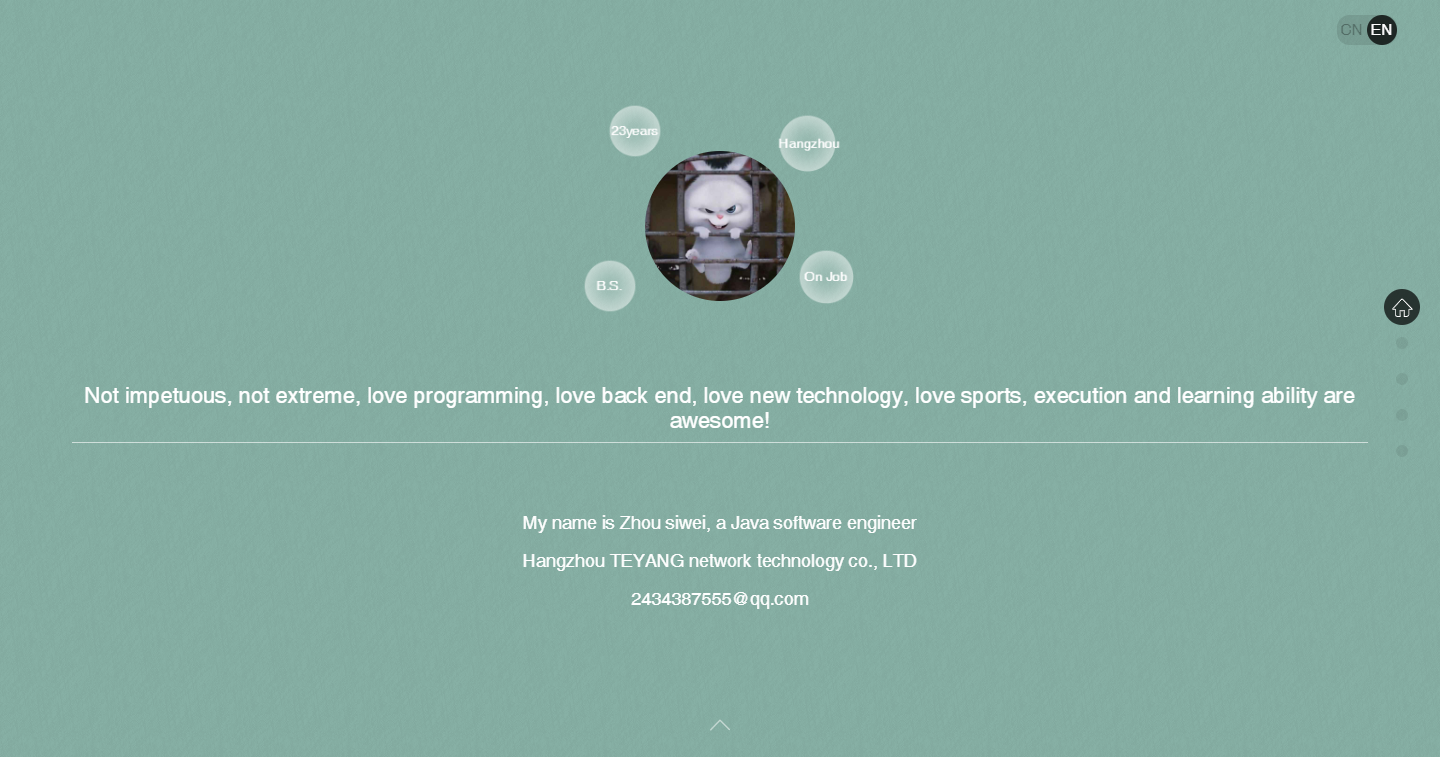 CN EN
23years
Hangzhou
B.S.
On Job
Not impetuous, not extreme, love programming, love back end, love new technology, love sports, execution and learning ability are
awesome!
My name is Zhou siwei, a Java software engineer
Hangzhou TEYANG network technology co., LTD
2434387555@qq.com